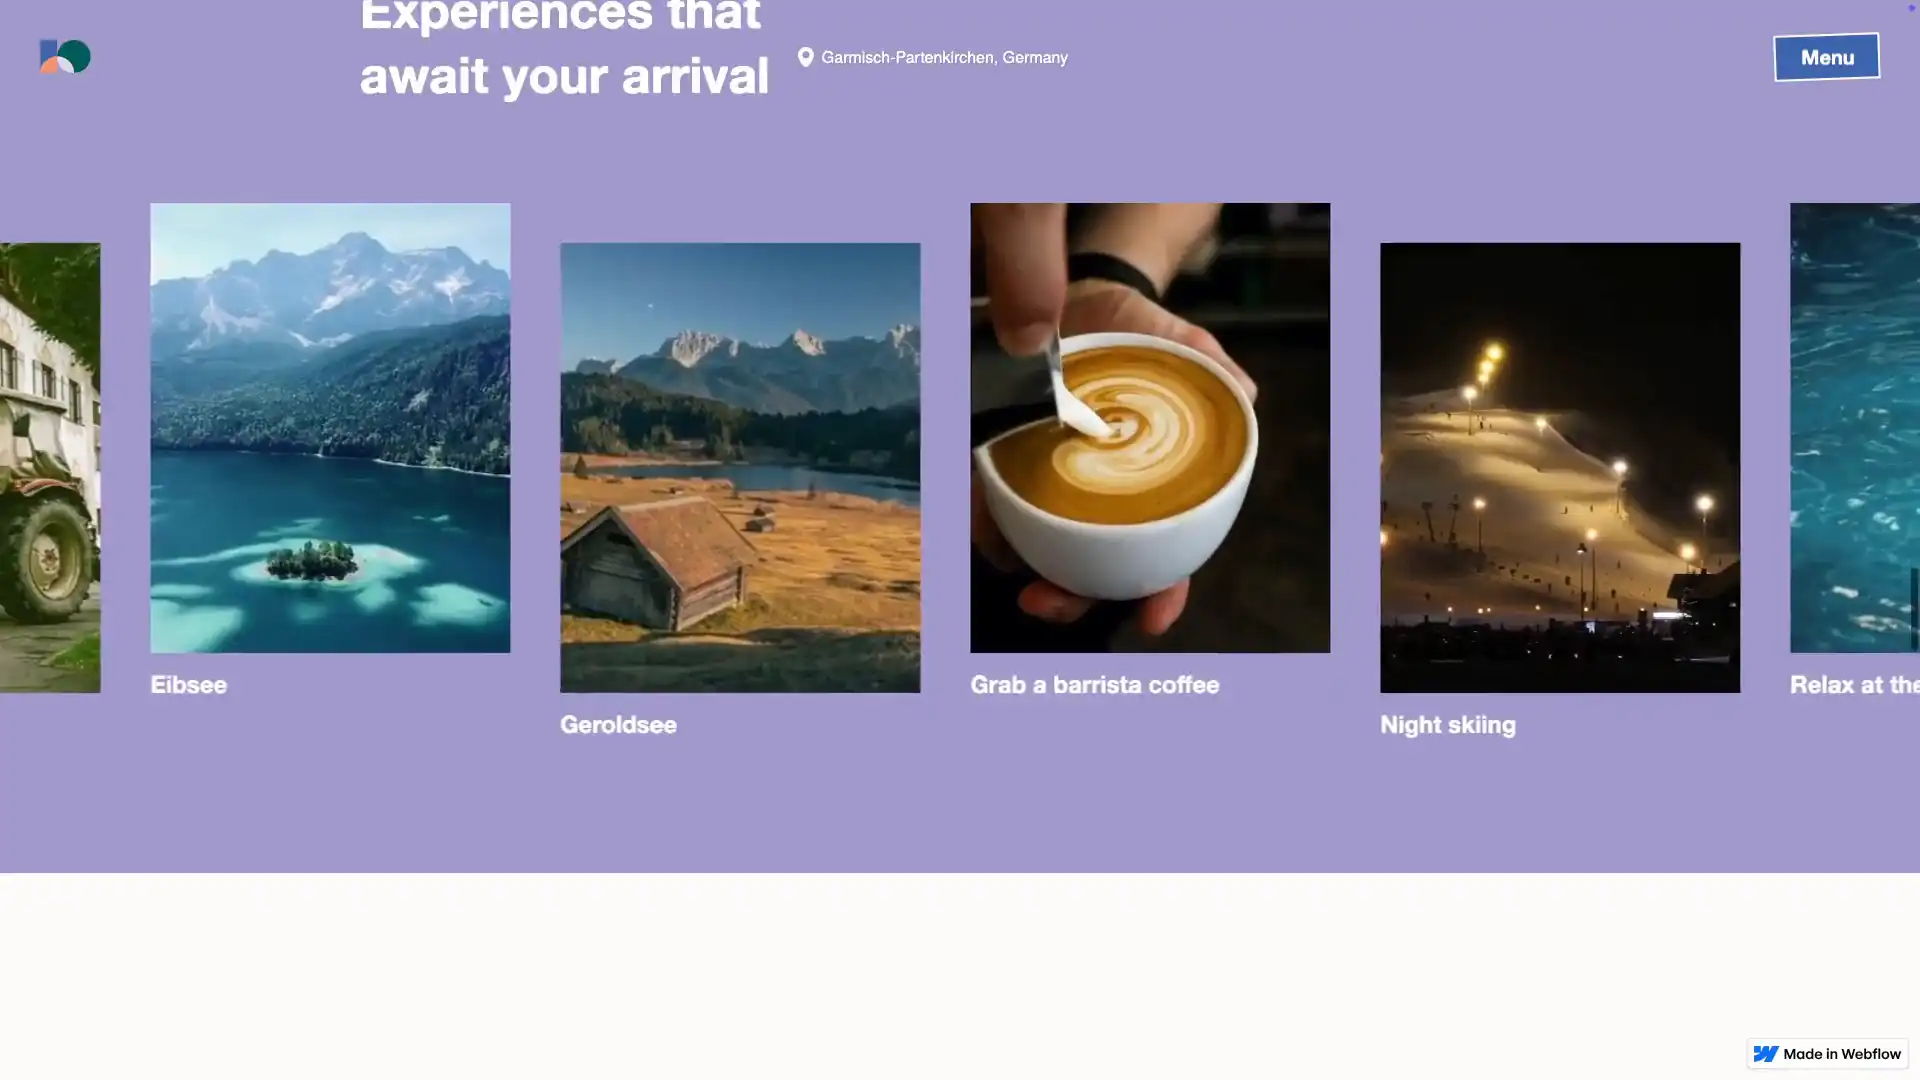 Experiences that
await your arrival
Garmisch-Partenkirchen, Germany
Menu
Eibsee
Geroldsee
Grab a barrista coffee
Night skiing
Relax at the
Made in Webflow